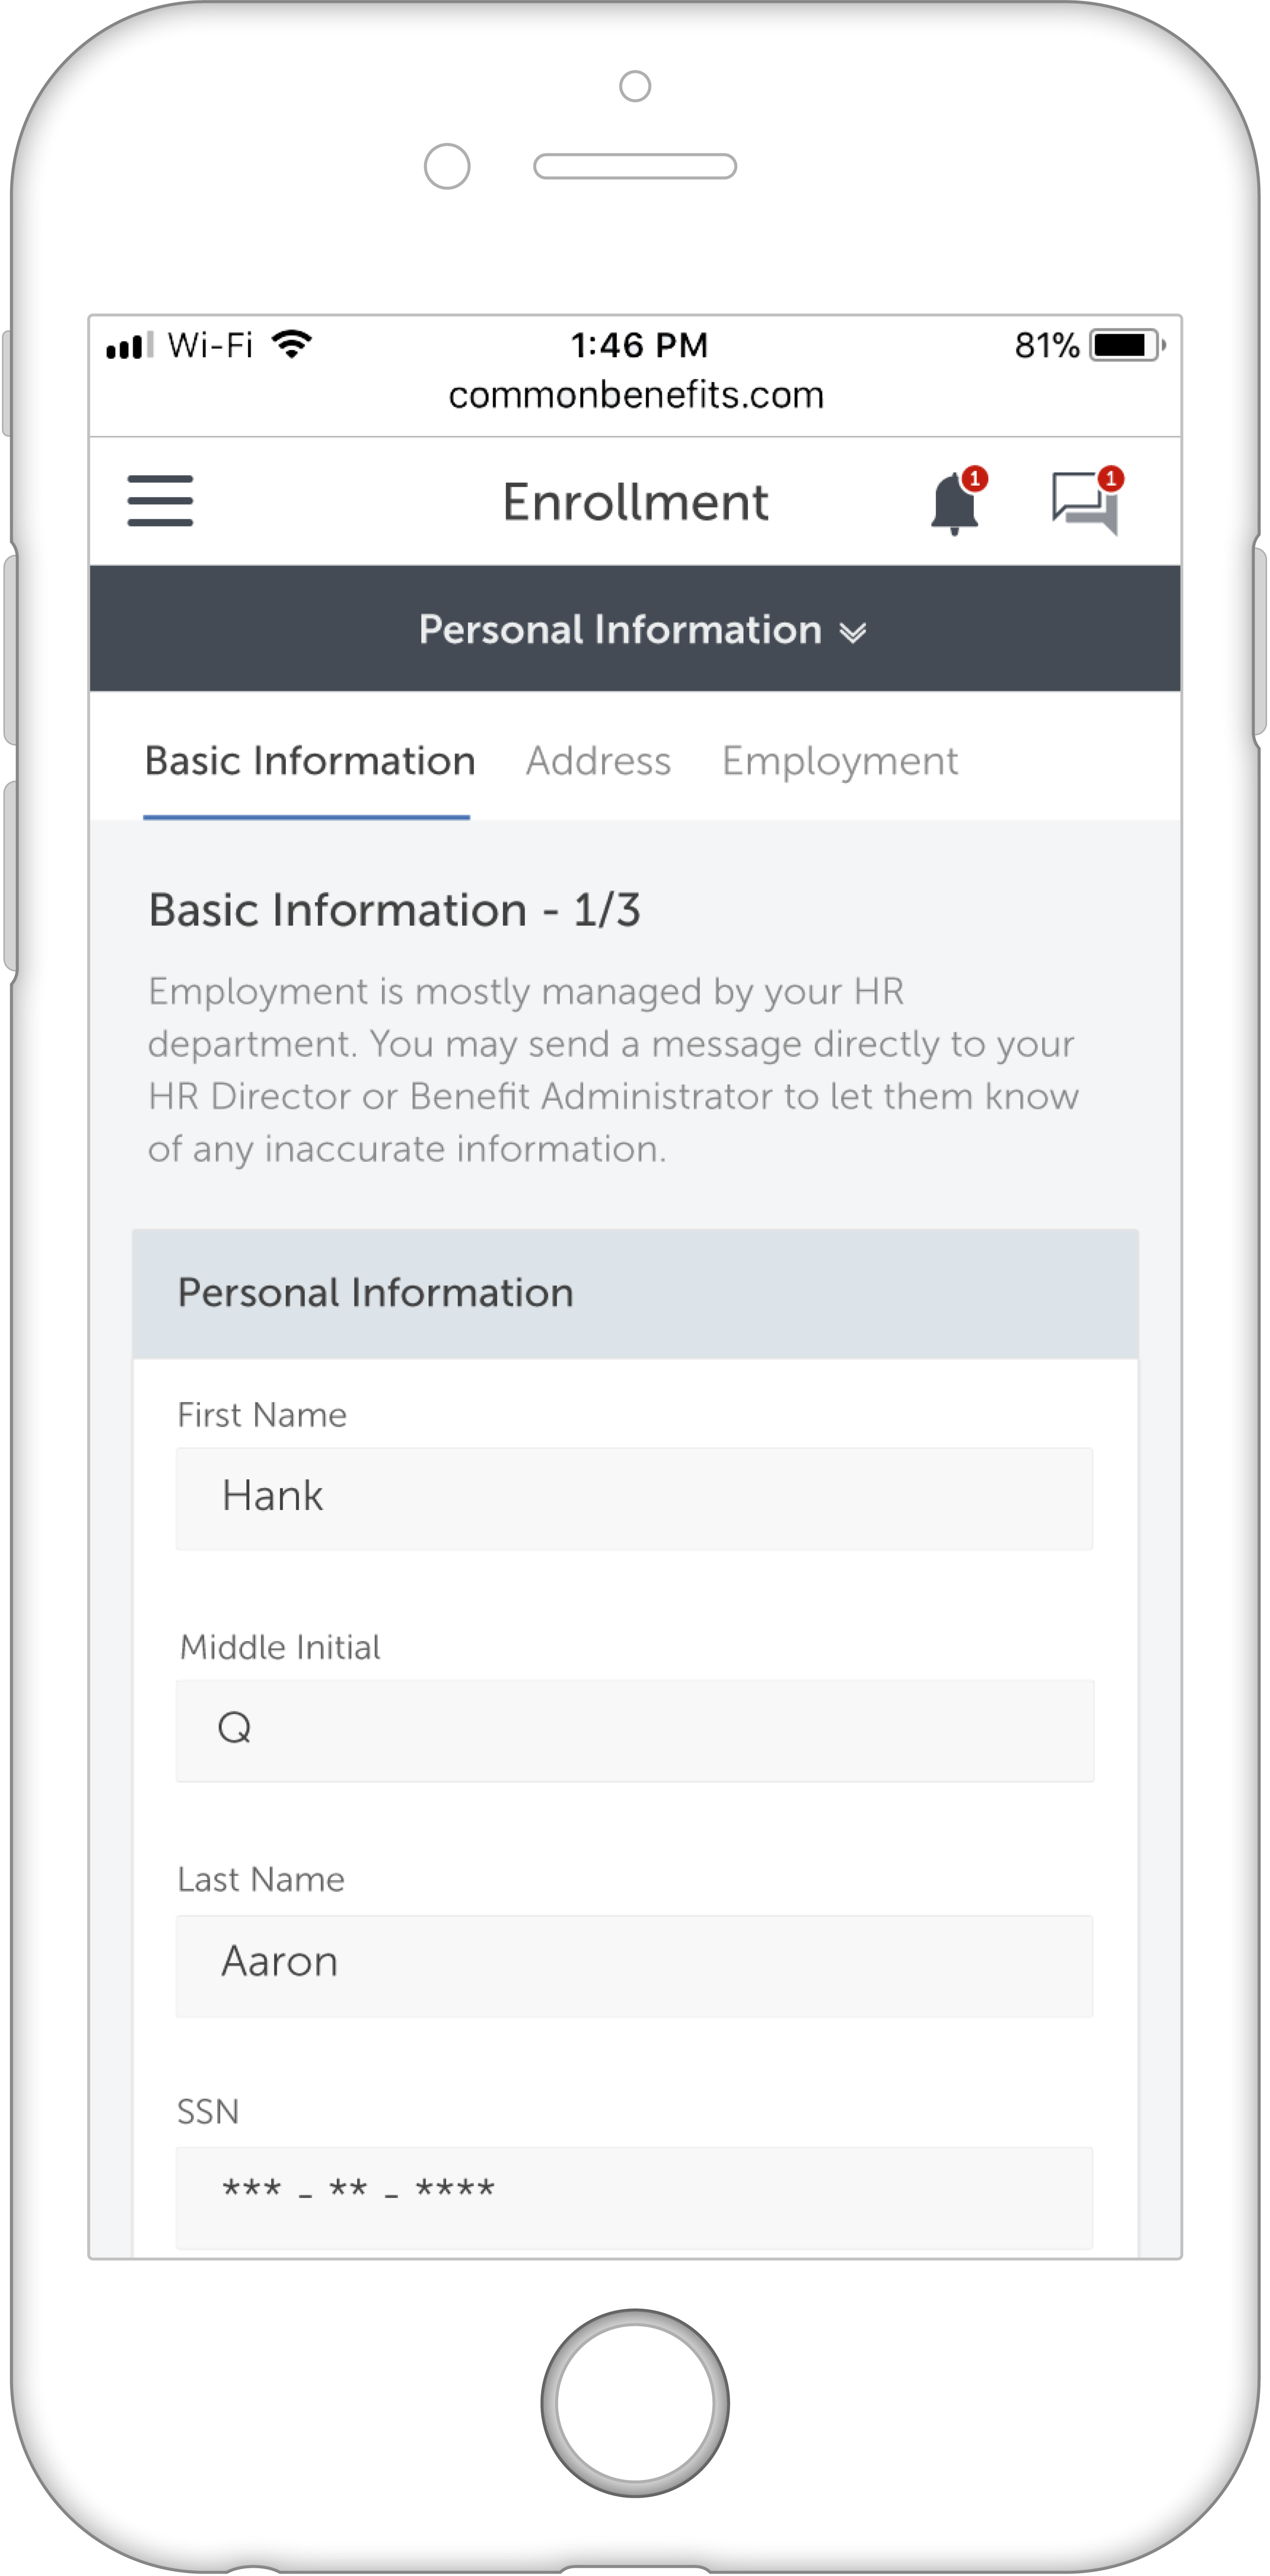 Wi-Fi 1:46 PM 81%
commonbenefits.com
Enrollment 1 1
Personal Information
Basic Information Address Employment
Basic Information - 1/3
Employment is mostly managed by your HR
department. You may send a message directly to your
HR Director or Benefit Administrator to let them know
of any inaccurate information.
Personal Information
First Name
Hank
Middle Initial
Q
Last Name
Aaron
SSN
*** - ** - ****